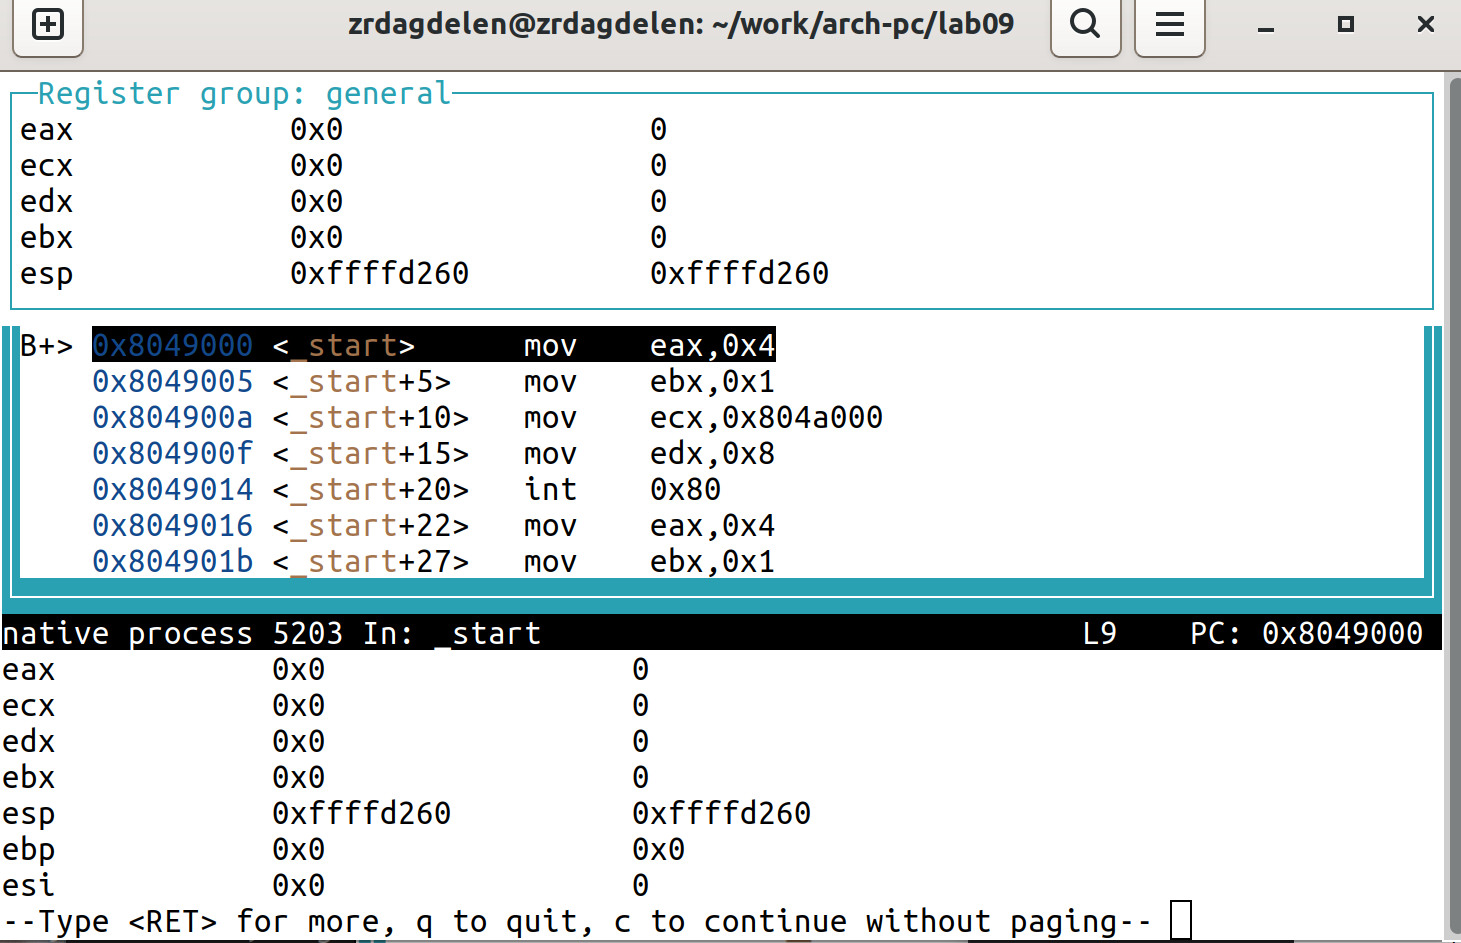 zrdagdelen@zrdagdelen: ~/work/arch-pc/lab09
Register group: general
eax 0x0 0
ecx 0x0 0
edx 0x0 0
ebx 0x0 0
esp 0xffffd260 0xffffd260
B+> 0x8049000 <_start> mov eax,0x4
0x8049005 <_start+5> mov ebx,0x1
0x804900a <_start+10> mov ecx,0x804a000
0x804900f <_start+15> mov edx,0x8
0x8049014 <_start+20> int 0x80
0x8049016 <_start+22> mov eax,0x4
0x804901b <_start+27> mov ebx,0x1
native process 5203 In: _start L9 PC: 0x8049000
eax 0x0 0
ecx 0x0 0
edx 0x0 0
ebx 0x0 0
esp 0xffffd260 0xffffd260
ebp 0x0 0x0
esi 0x0 0
--Type <RET> for more, q to quit, c to continue without paging--